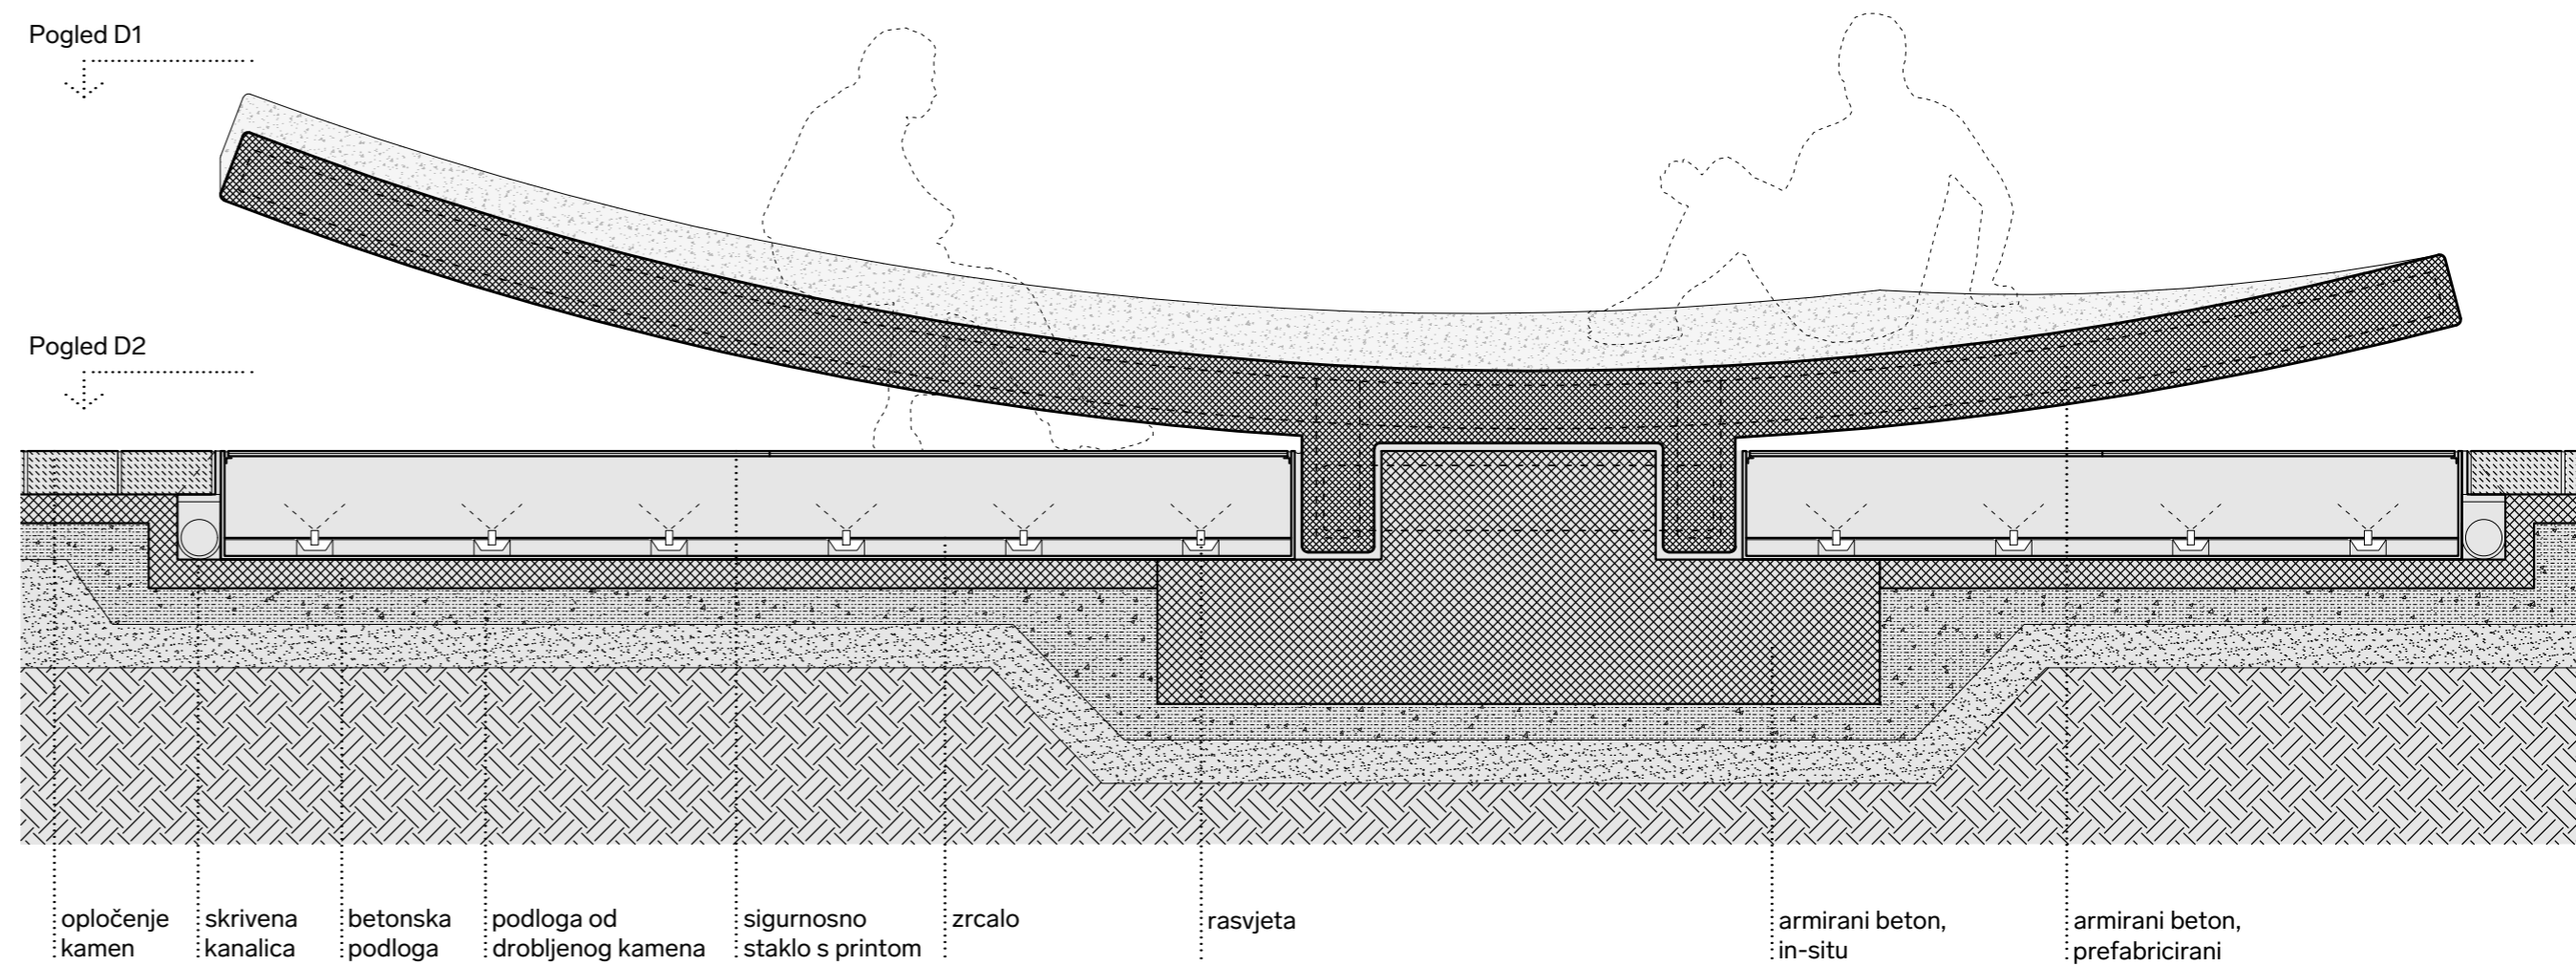 Pogled D1
Pogled D2
opločenje
kamen
skrivena
kanalica
betonska
podloga
podloga od
drobljenog kamena
sigurnosno
staklo s printom
zrcalo
rasvjeta
armirani beton,
in-situ
armirani beton,
prefabricirani